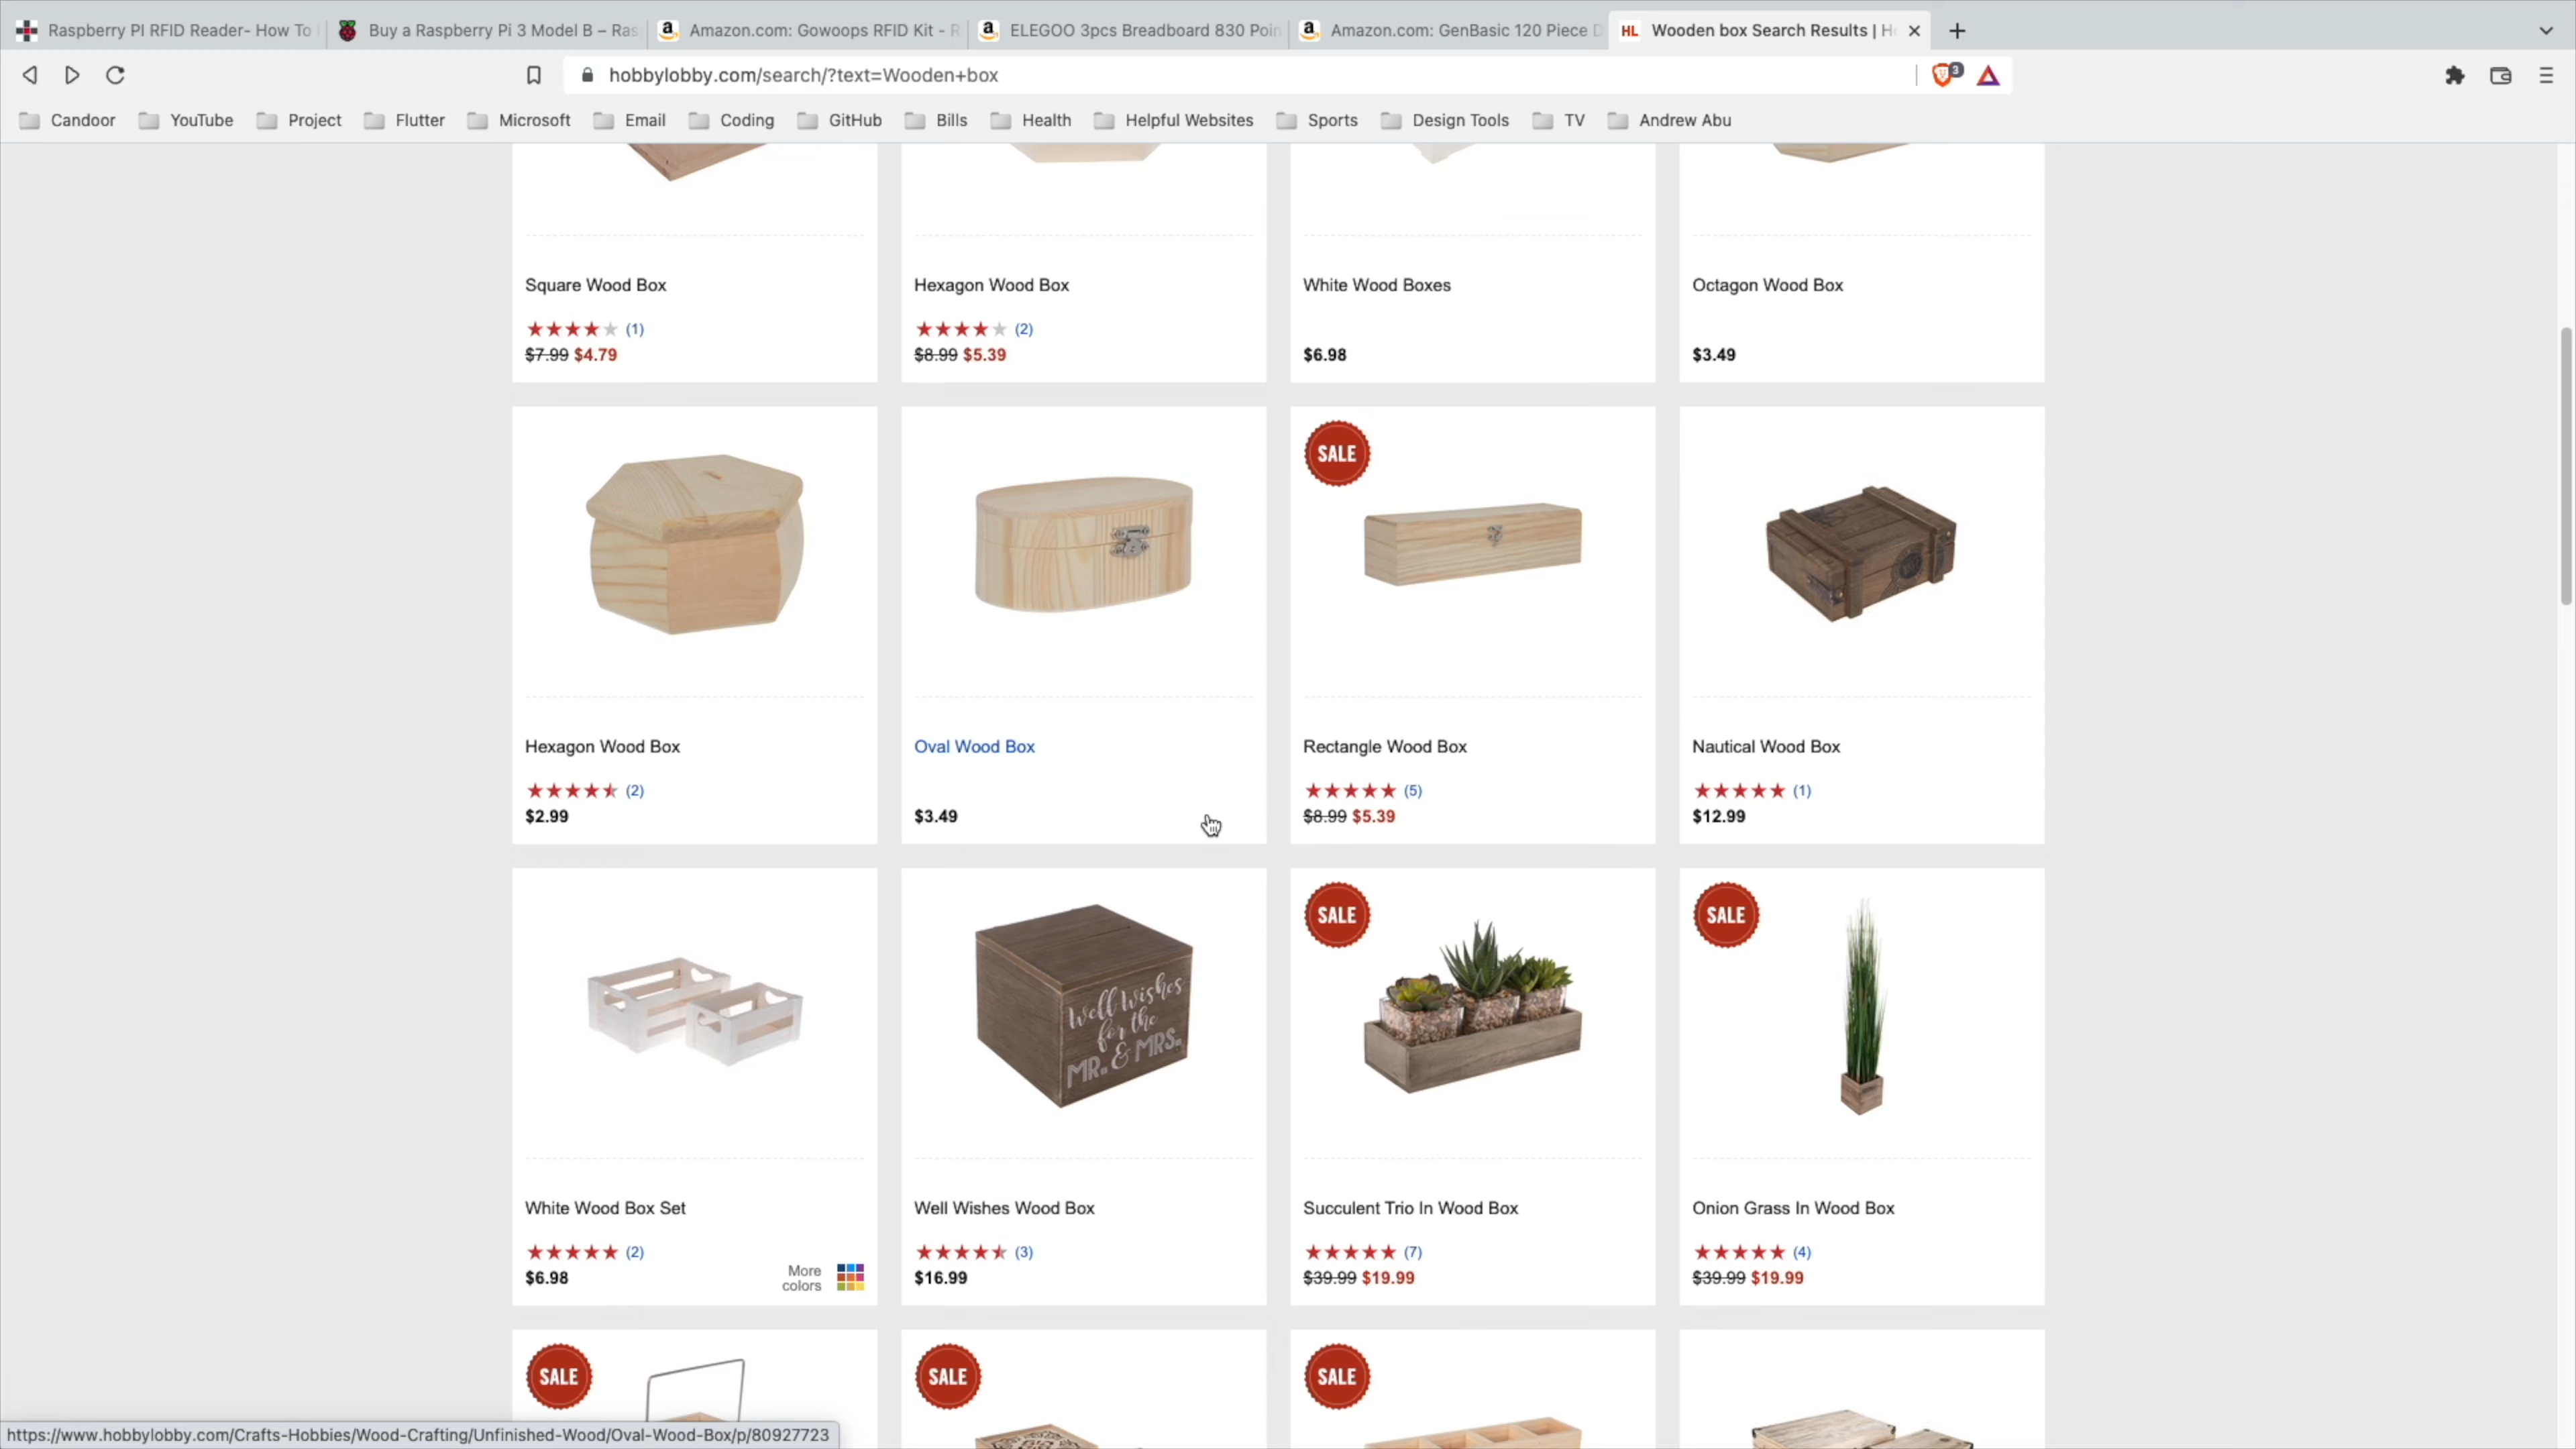 Raspberry PI RFID Reader- How To
Buy a Raspberry Pi 3 Model B – Ras
Amazon.com: Gowoops RFID Kit - R
ELEGOO 3pcs Breadboard 830 Poin
Amazon.com: GenBasic 120 Piece D
HL Wooden box Search Results | H
hobbylobby.com/search/?text=Wooden+box
3
Candoor YouTube Project Flutter Microsoft Email Coding GitHub Bills Health Helpful Websites Sports Design Tools TV Andrew Abu
Square Wood Box
(1)
$7.99 $4.79
Hexagon Wood Box
(2)
$8.99 $5.39
White Wood Boxes
$6.98
Octagon Wood Box
$3.49
Hexagon Wood Box
(2)
$2.99
Oval Wood Box
$3.49
SALE
Rectangle Wood Box
(5)
$8.99 $5.39
Nautical Wood Box
(1)
$12.99
White Wood Box Set
(2)
$6.98
More
colors
Well Wishes
for the
MR. & MRS.
Well Wishes Wood Box
(3)
$16.99
SALE
Succulent Trio In Wood Box
(7)
$39.99 $19.99
SALE
Onion Grass In Wood Box
(4)
$39.99 $19.99
SALE
SALE
SALE
https://www.hobbylobby.com/Crafts-Hobbies/Wood-Crafting/Unfinished-Wood/Oval-Wood-Box/p/80927723